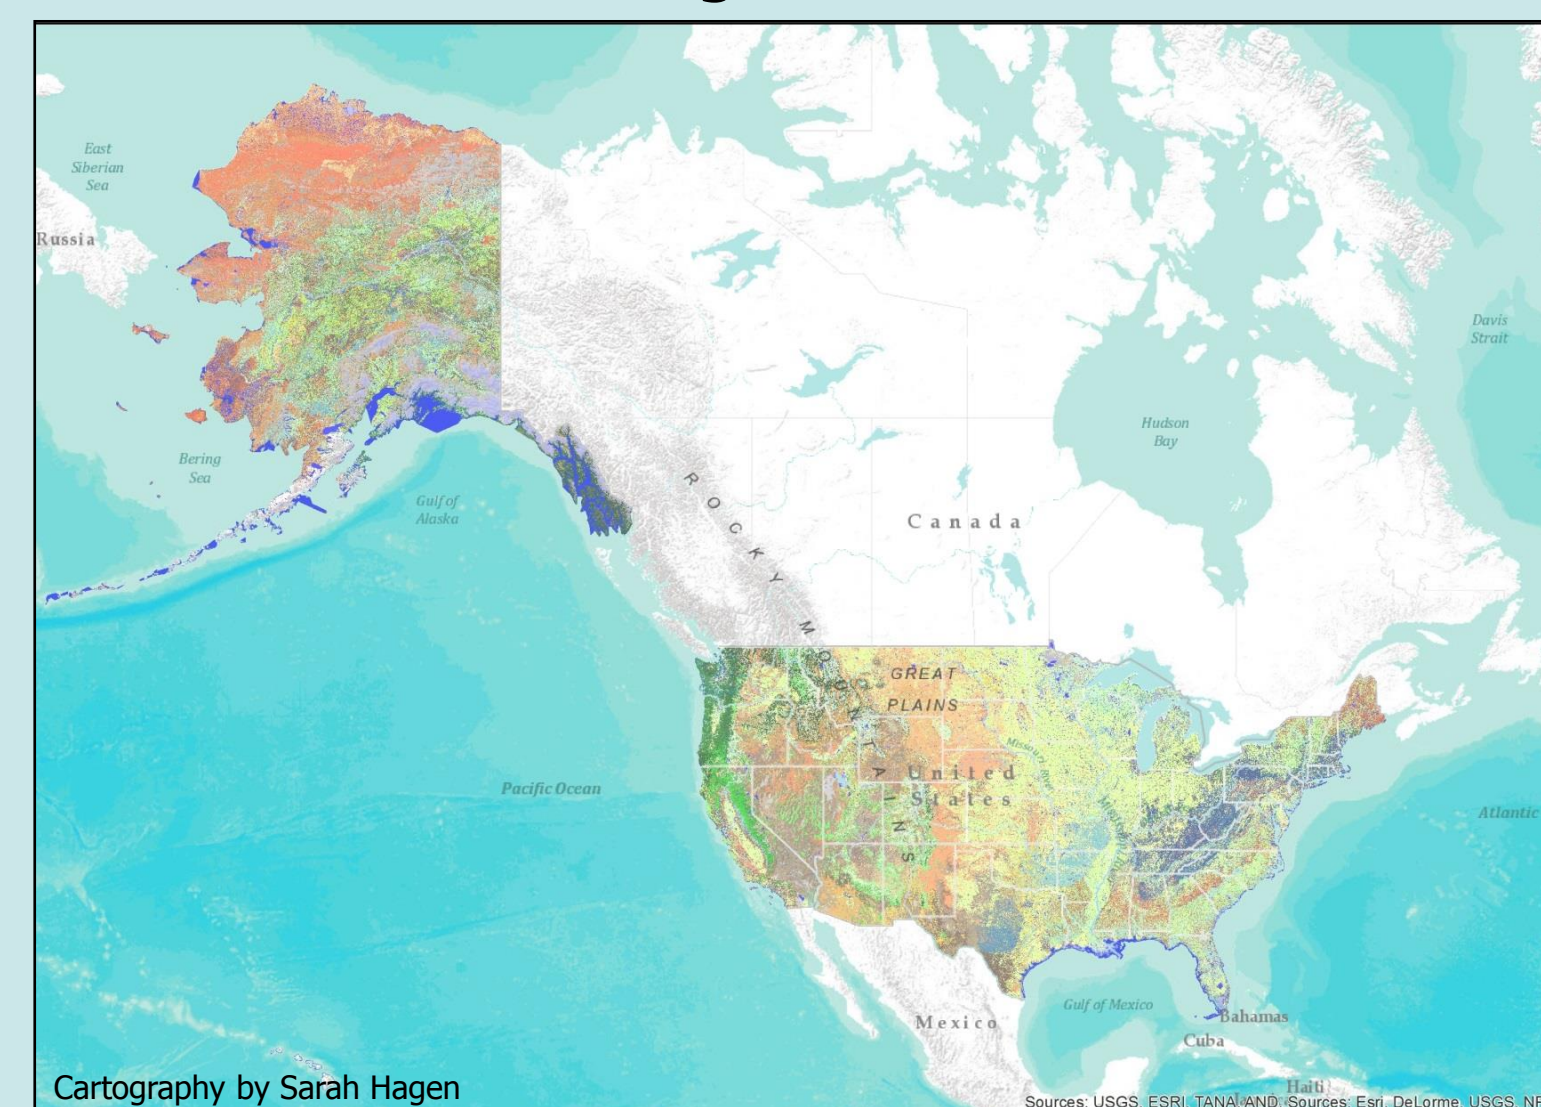 East
Siberian
Sea
Russia
Davis
Strait
Hudson
Bay
Bering
Sea
Gulf of
Alaska
Canada
ROCKY MOUNTAINS
GREAT
PLAINS
Missouri
United
States
Pacific Ocean
Atlantic
Gulf of Mexico
Mexico
Bahamas
Cuba
Haiti
Cartography by Sarah Hagen
Sources: USGS, ESRI, TANA, AND, Sources: Esri, DeLorme, USGS,